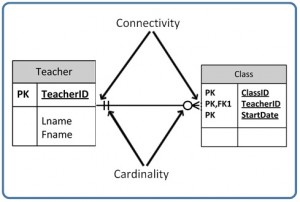 Connectivity
Teacher
PK TeacherID
Lname
Fname
Class
PK ClassID
PK,FK1 TeacherID
PK StartDate
Cardinality